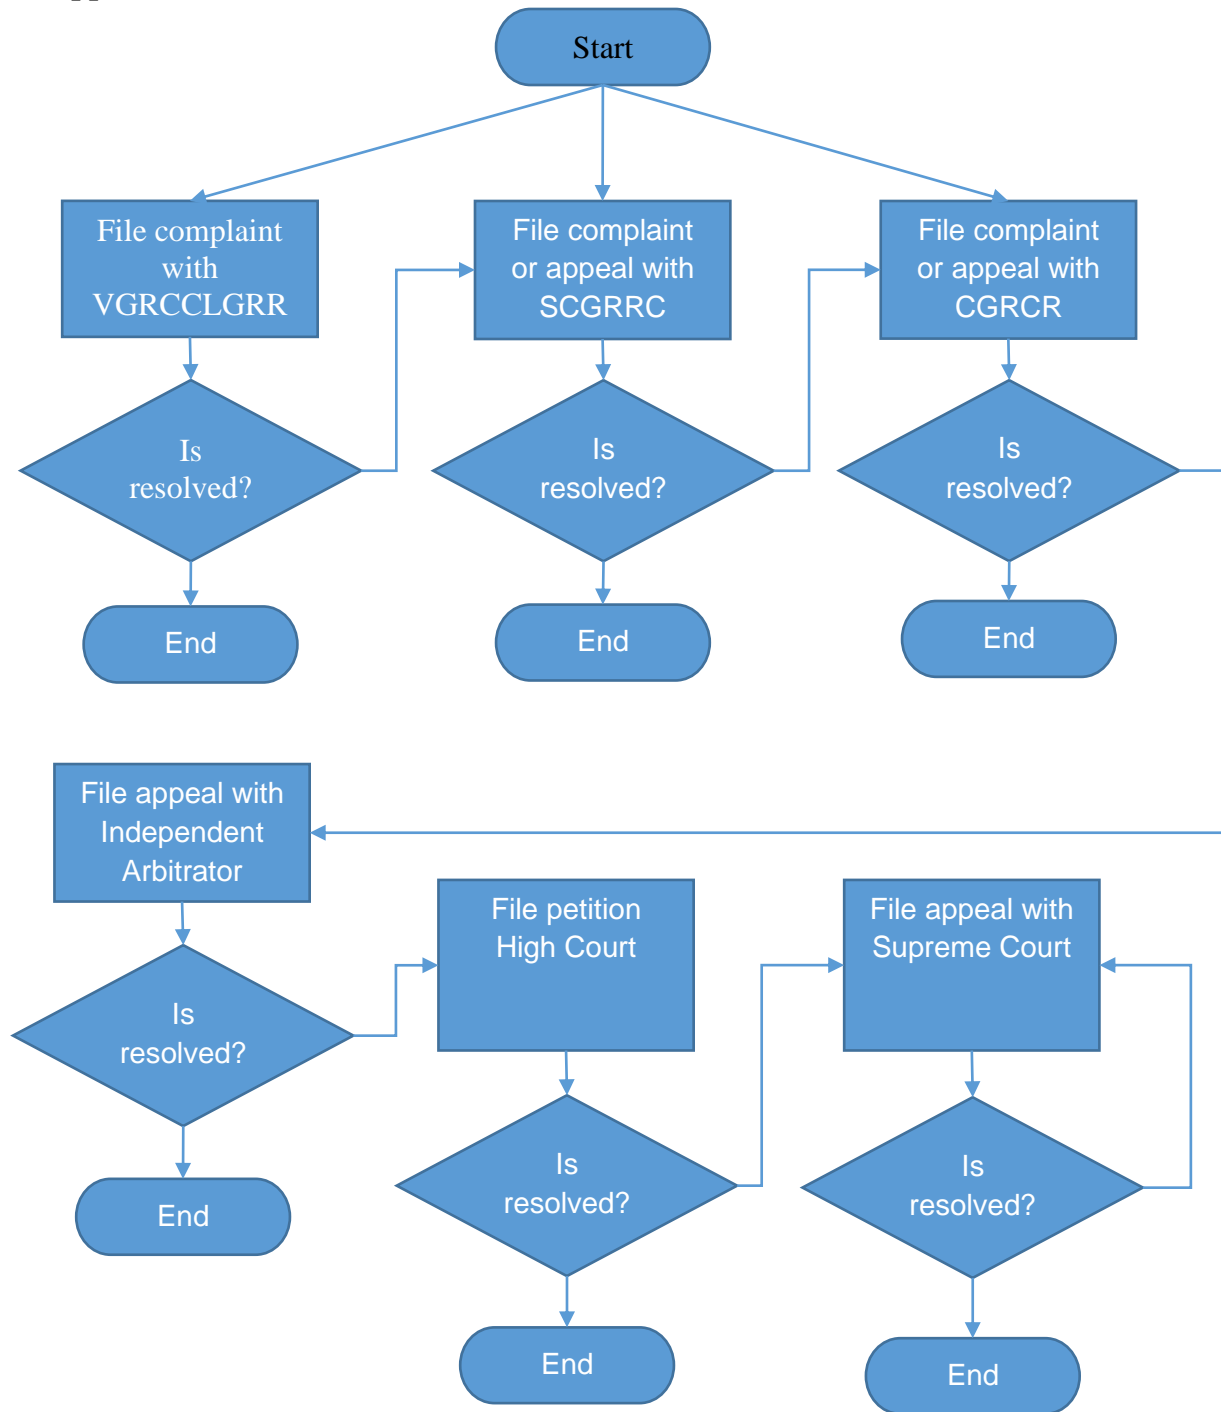 Start
File complaint
with
VGRCCLGRR
File complaint
or appeal with
SCGRRC
File complaint
or appeal with
CGRCR
Is
resolved?
Is
resolved?
Is
resolved?
End
End
End
File appeal with
Independent
Arbitrator
File petition
High Court
File appeal with
Supreme Court
Is
resolved?
Is
resolved?
Is
resolved?
End
End
End